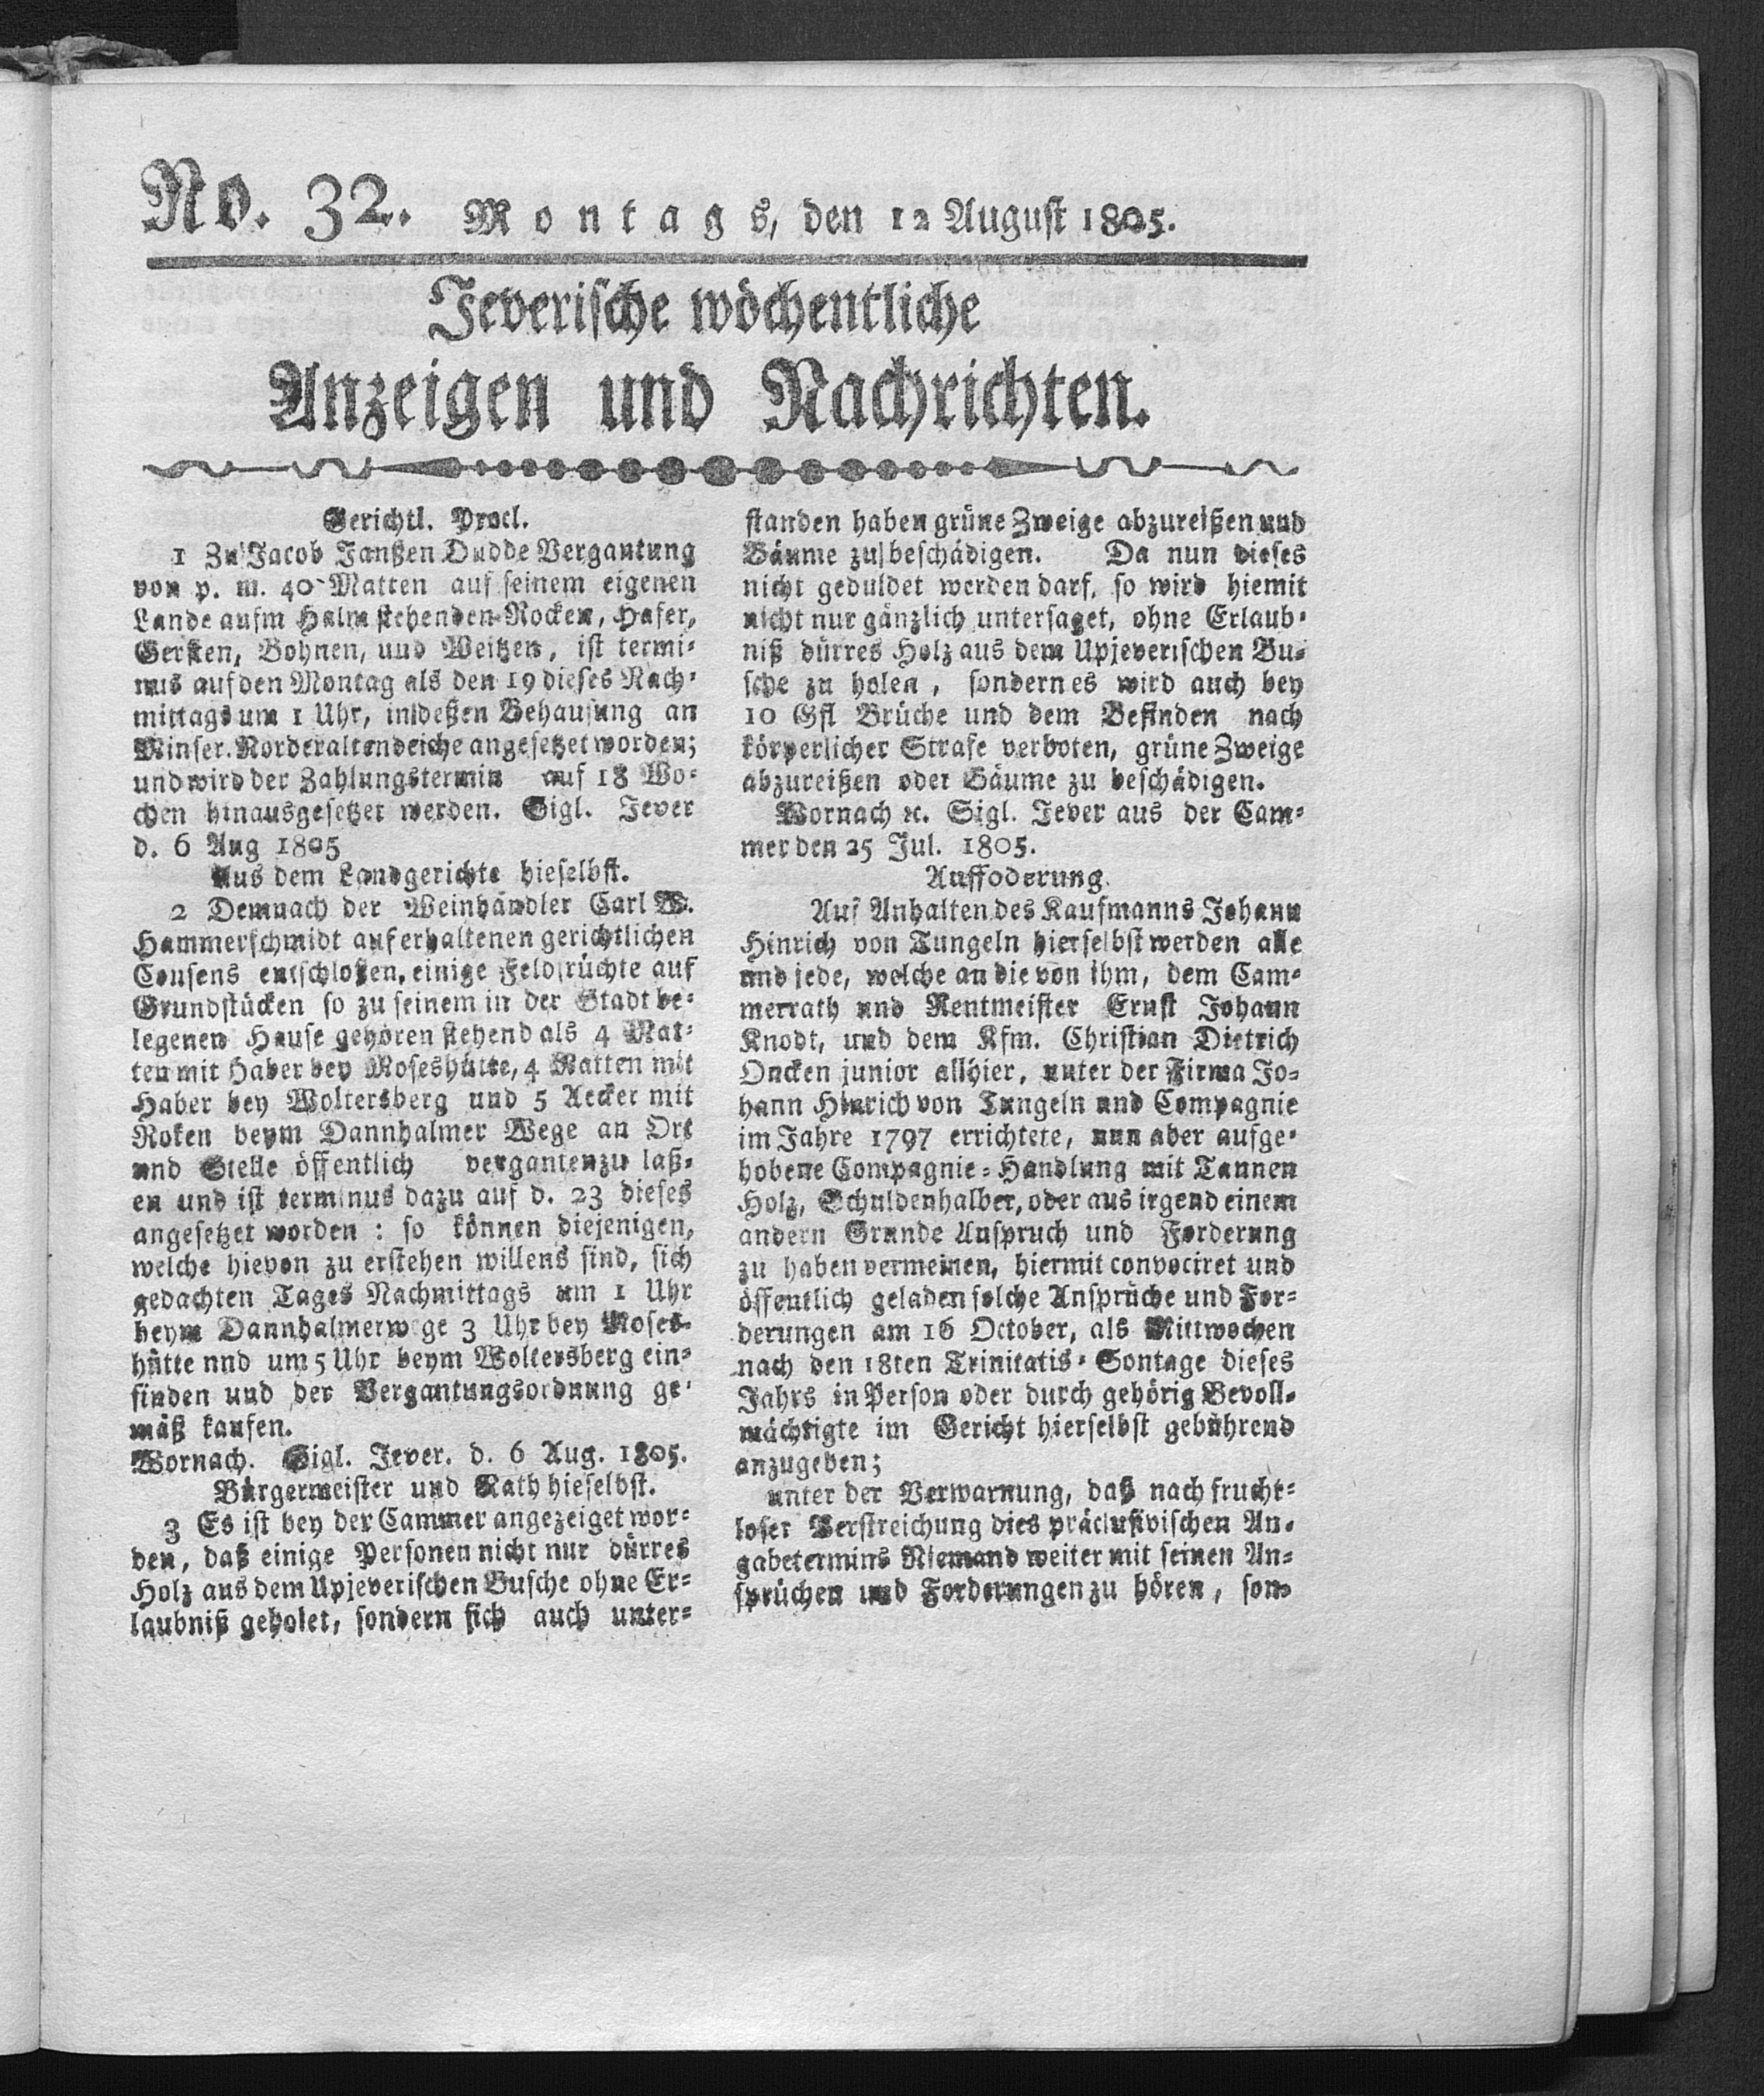 No. 32. Montags, den 12 August 1805.
Jeverische wöchentliche
Anzeigen und Nachrichten.
Gerichtl. Procl.
1 Zu Jacob Janßen Dudde Vergantung
von p. m. 40 Matten auf seinem eigenen
Lande aufm Halm stehenden Rocken, Hafer,
Gersten, Bohnen, und Weitzen, ist termi-
nus auf den Montag als den 19 dieses Nach-
mittags um 1 Uhr, in deßen Behausung an
Minser-Norderaltendeiche angesetzet worden;
und wird der Zahlungstermin auf 18 Wo-
chen hinausgesetzet werden. Sigl. Jever
d. 6 Aug 1805
Aus dem Landgerichte hieselbst.
2 Demnach der Weinhändler Carl W.
Hammerschmidt auf erhaltenen gerichtlichen
Consens entschloßen, einige Feldfrüchte auf
Grundstücken so zu seinem in der Stadt be-
legenen Hause gehören stehend als 4 Mat-
ten mit Haber bey Moseshütte, 4 Matten mit
Haber bey Woltersberg und 5 Aecker mit
Roken beym Dannhalmer Wege an Ort
und Stelle öffentlich verganten zu laß-
en und ist terminus dazu auf d. 23 dieses
angesetzet worden : so können diejenigen,
welche hievon zu erstehen willens sind, sich
gedachten Tages Nachmittags um 1 Uhr
beym Dannhalmerwege 3 Uhr bey Moses-
hütte nnd um 5 Uhr beym Woltersberg ein-
finden und der Vergantungsordnung ge-
mäß kaufen.
Wornach. Sigl. Jever. d. 6 Aug. 1805.
Bürgermeister und Rath hieselbst.
3 Es ist bey der Cammer angezeiget wor-
den, daß einige Personen nicht nur dürres
Holz aus dem Upjeverischen Busche ohne Er-
laubniß geholet, sondern sich auch unter-
standen haben grüne Zweige abzureißen und
Bäume zu beschädigen. Da nun dieses
nicht geduldet werden darf, so wird hiemit
nicht nur gänzlich untersaget, ohne Erlaub-
niß dürres Holz aus dem Upjeverischen Bu-
sche zu holen , sondern es wird auch bey
10 Gfl Brüche und dem Befinden nach
körperlicher Strafe verboten, grüne Zweige
abzureißen oder Bäume zu beschädigen.
Wornach ꝛc. Sigl. Jever aus der Cam-
mer den 25 Jul. 1805.
Auffoderung.
Auf Anhalten des Kaufmanns Johann
Hinrich von Tungeln hierselbst werden alle
und jede, welche an die von ihm, dem Cam-
merrath und Rentmeister Ernst Johann
Knodt, und dem Kfm. Christian Dietrich
Oncken junior allhier, unter der Firma Jo-
hann Hinrich von Tungeln und Compagnie
im Jahre 1797 errichtete, nun aber aufge-
hobene Compagnie-Handlung mit Tannen
Holz, Schuldenhalber, oder aus irgend einem
andern Grunde Anspruch und Forderung
zu haben vermeinen, hiermit convociret und
öffentlich geladen solche Ansprüche und For-
derungen am 16 October, als Mittwochen
nach den 18ten Trinitatis-Sontage dieses
Jahrs in Person oder durch gehörig Bevoll-
mächtigte im Gericht hierselbst gebührend
anzugeben;
unter der Verwarnung, daß nach frucht-
loser Verstreichung dies präclusivischen An-
gabetermins Niemand weiter mit seinen An-
sprüchen und Forderungen zu hören, son-